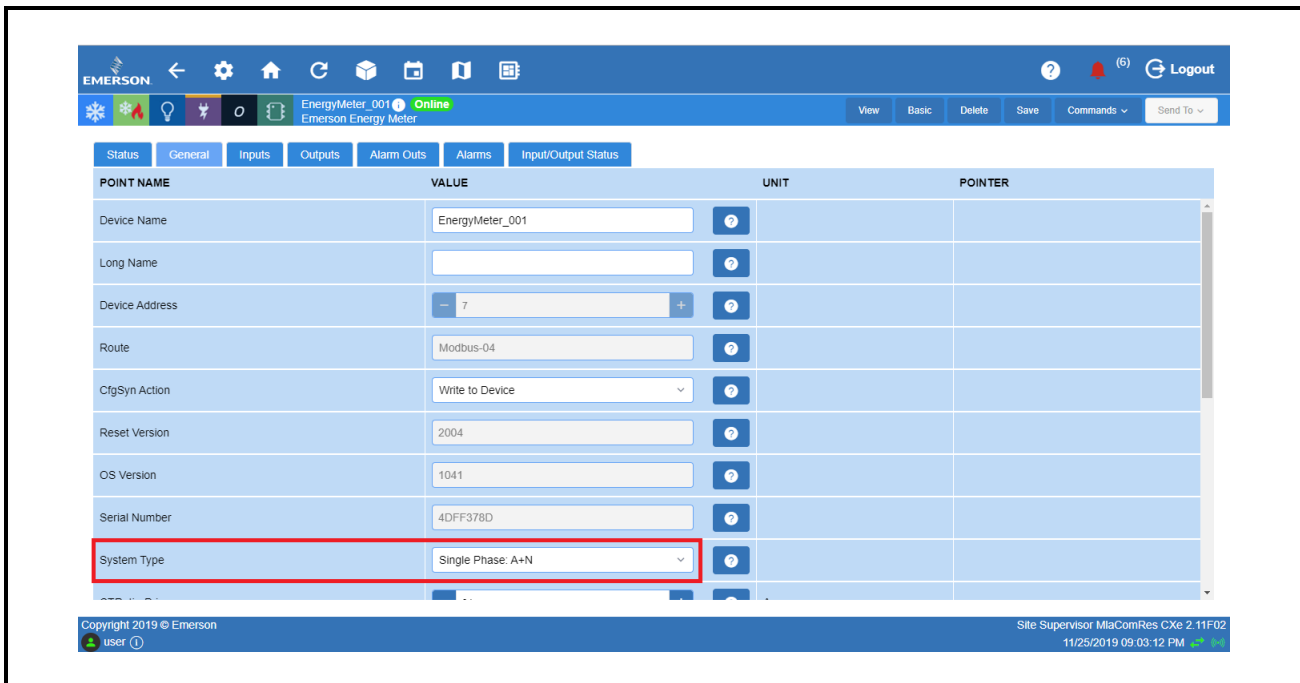 EMERSON
(6) Logout
EnergyMeter_001 Online
Emerson Energy Meter
View Basic Delete Save Commands Send To
Status General Inputs Outputs Alarm Outs Alarms Input/Output Status
POINT NAME VALUE UNIT POINTER
Device Name EnergyMeter_001
Long Name
Device Address - 7 +
Route Modbus-04
CfgSyn Action Write to Device
Reset Version 2004
OS Version 1041
Serial Number 4DFF378D
System Type Single Phase: A+N
Copyright 2019 © Emerson Site Supervisor MlaComRes CXe 2.11F02
user 11/25/2019 09:03:12 PM